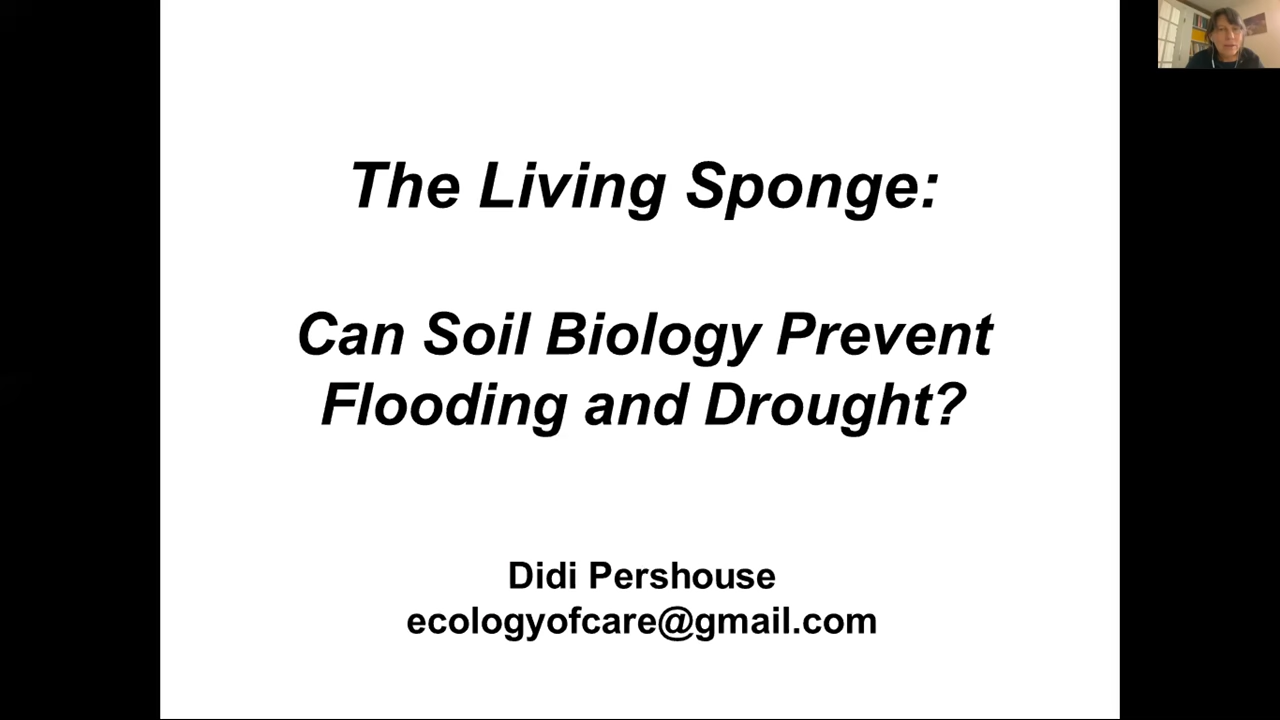 The Living Sponge:
Can Soil Biology Prevent
Flooding and Drought?
Didi Pershouse
ecologyofcare@gmail.com